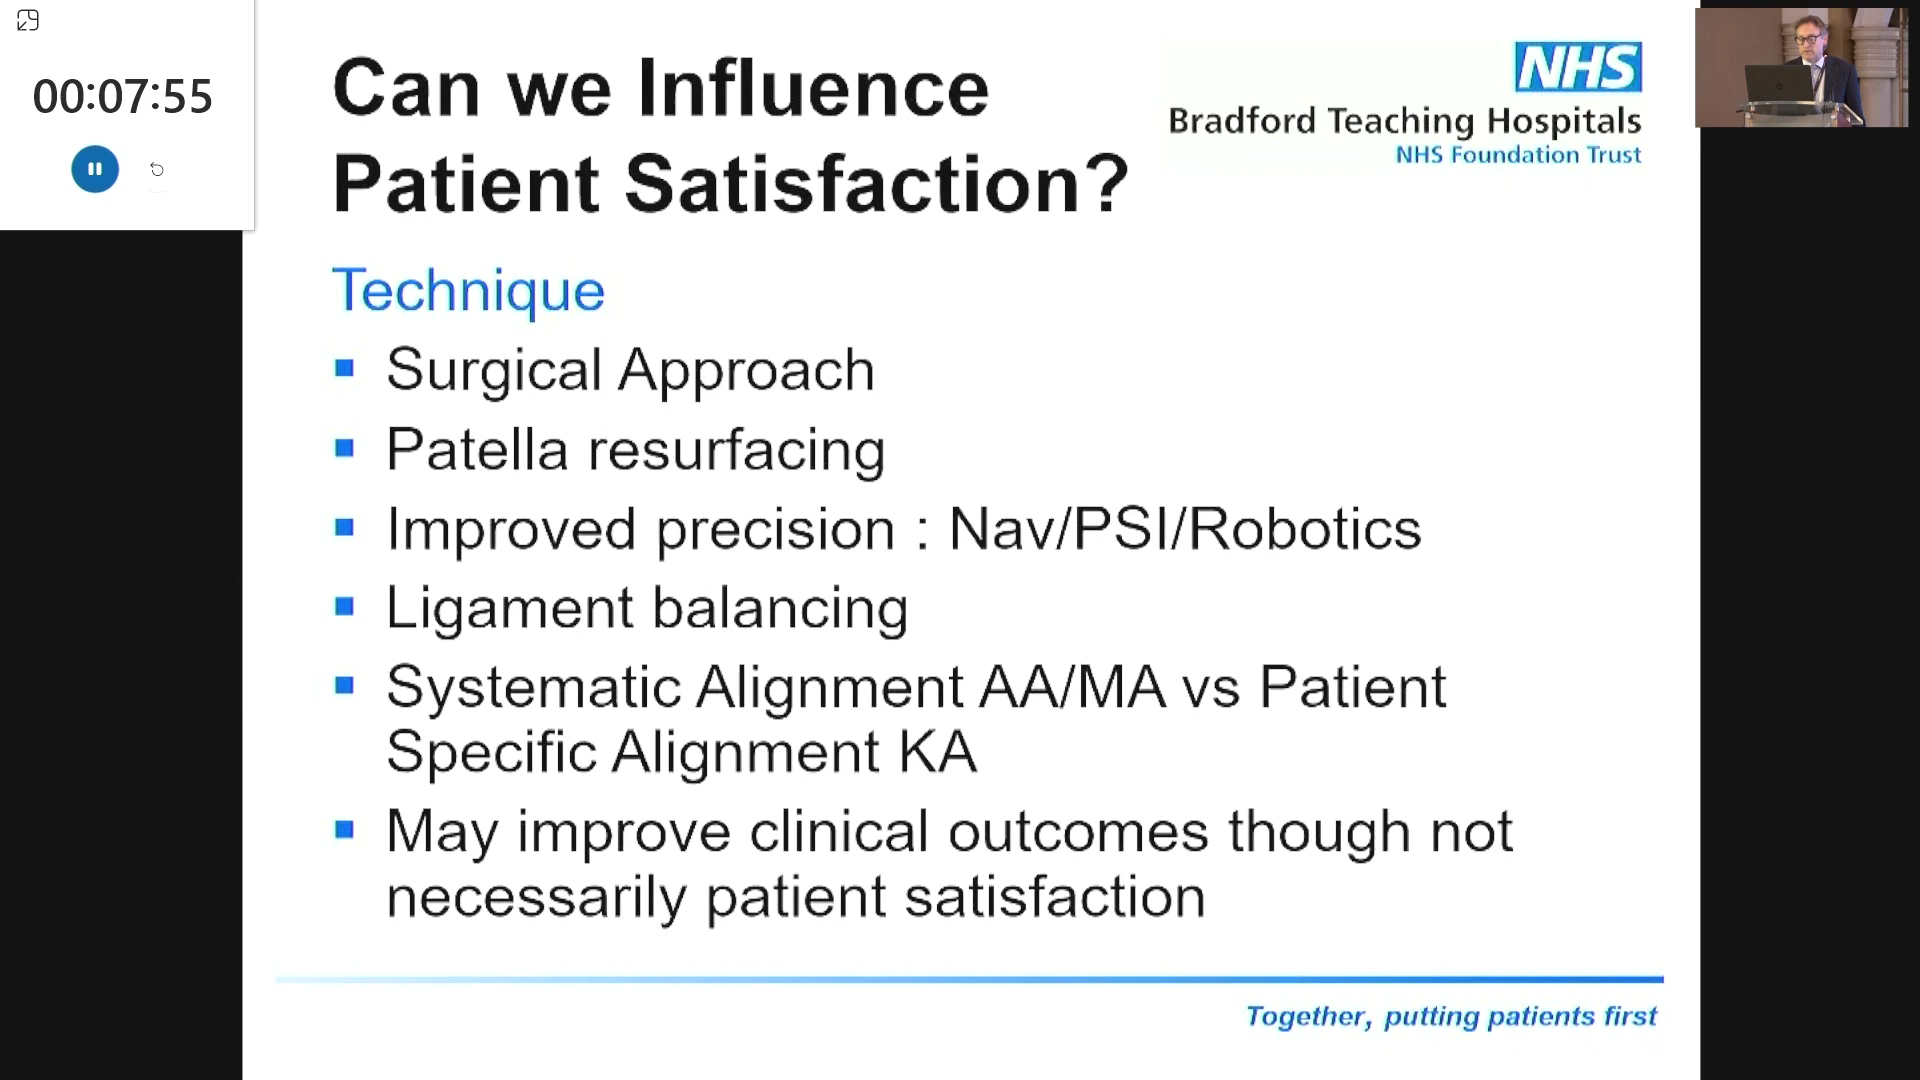 00:07:55
Can we Influence
Patient Satisfaction?
NHS
Bradford Teaching Hospitals
NHS Foundation Trust
Technique
Surgical Approach
Patella resurfacing
Improved precision : Nav/PSI/Robotics
Ligament balancing
Systematic Alignment AA/MA vs Patient
Specific Alignment KA
May improve clinical outcomes though not
necessarily patient satisfaction
Together, putting patients first